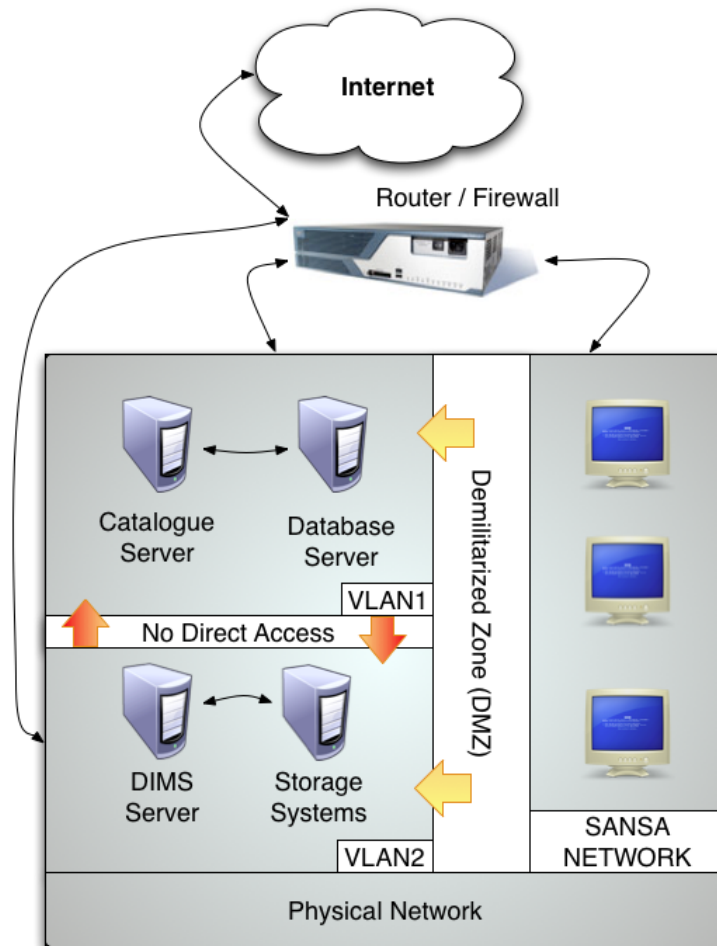 Internet
Router / Firewall
Catalogue
Server
Database
Server
VLAN1
No Direct Access
DIMS
Server
Storage
Systems
VLAN2
Demilitarized Zone (DMZ)
SANSA
NETWORK
Physical Network